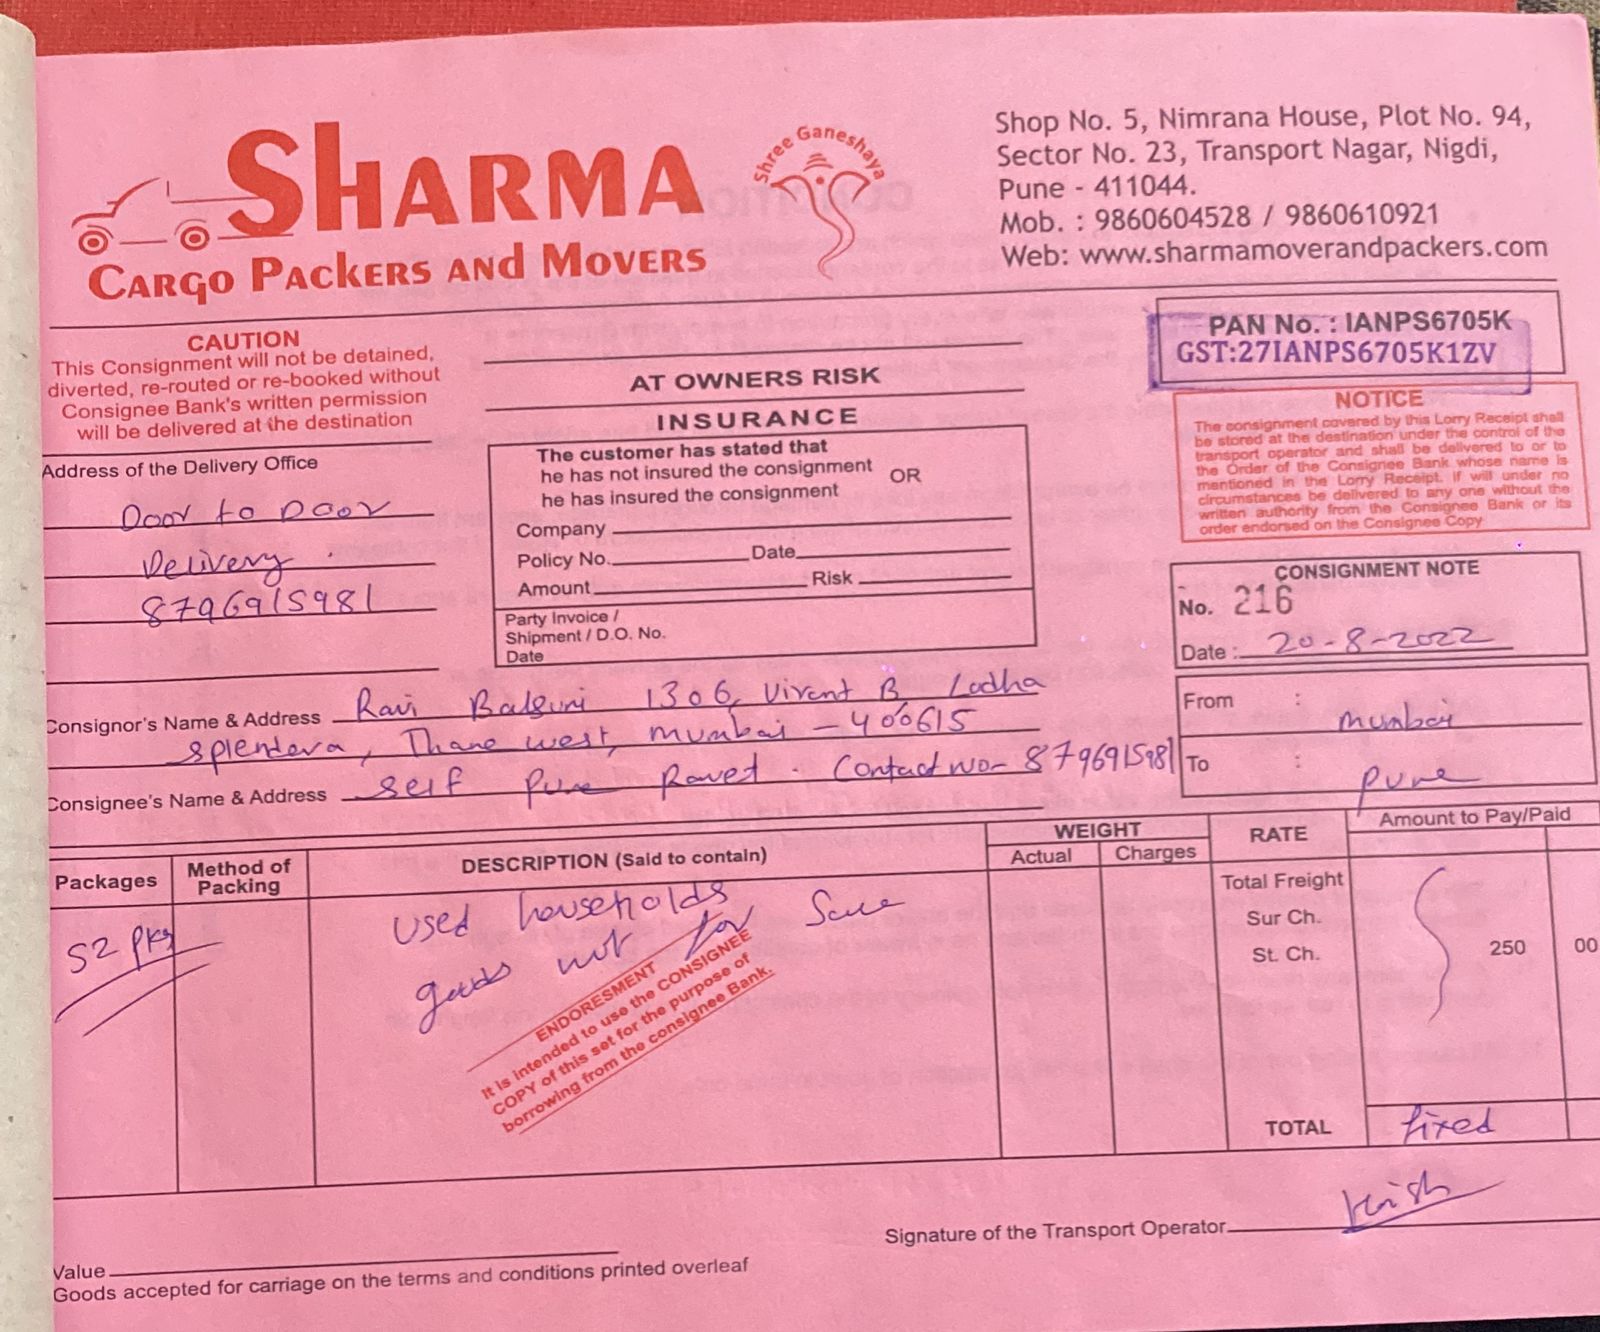 SHARMA
CARGO PACKERS AND MOVERS
Shree Ganeshaya
Shop No. 5, Nimrana House, Plot No. 94,
Sector No. 23, Transport Nagar, Nigdi,
Pune - 411044.
Mob. : 9860604528 / 9860610921
Web: www.sharmamoverandpackers.com
CAUTION
This Consignment will not be detained,
diverted, re-routed or re-booked without
Consignee Bank's written permission
will be delivered at the destination
Address of the Delivery Office
Door to Door
Delivery .
8796915981
AT OWNERS RISK
INSURANCE
The customer has stated that
he has not insured the consignment OR
he has insured the consignment
Company
Policy No. Date
Amount Risk
Party Invoice /
Shipment / D.O. No.
Date
PAN No. : IANPS6705K
GST:27IANPS6705K1ZV
NOTICE
The consignment covered by this Lorry Receipt shall
be stored at the destination under the control of the
transport operator and shall be delivered to or to
the Order of the Consignee Bank whose name is
mentioned in the Lorry Receipt. if will under no
circumstances be delivered to any one without the
written authority from the Consignee Bank or its
order endorsed on the Consignee Copy
CONSIGNMENT NOTE
No. 216
Date : 20-8-2022
From : mumbai
To : pune
Consignor's Name & Address Ravi 1306, B Lodha
splendora, Thane west, mumbai - 400615
Consignee's Name & Address self Pune Ravet . Contact no- 8796915981
Packages
Method of
Packing
DESCRIPTION (Said to contain)
WEIGHT
Actual Charges
RATE
Amount to Pay/Paid
52 pkg
used households
goods not for Sale
ENDORESMENT
It is intended to use the CONSIGNEE
COPY of this set for the purpose of
borrowing from the consignee Bank.
Total Freight
Sur Ch.
St. Ch. 250 00
TOTAL fixed
Signature of the Transport Operator
Value
Goods accepted for carriage on the terms and conditions printed overleaf